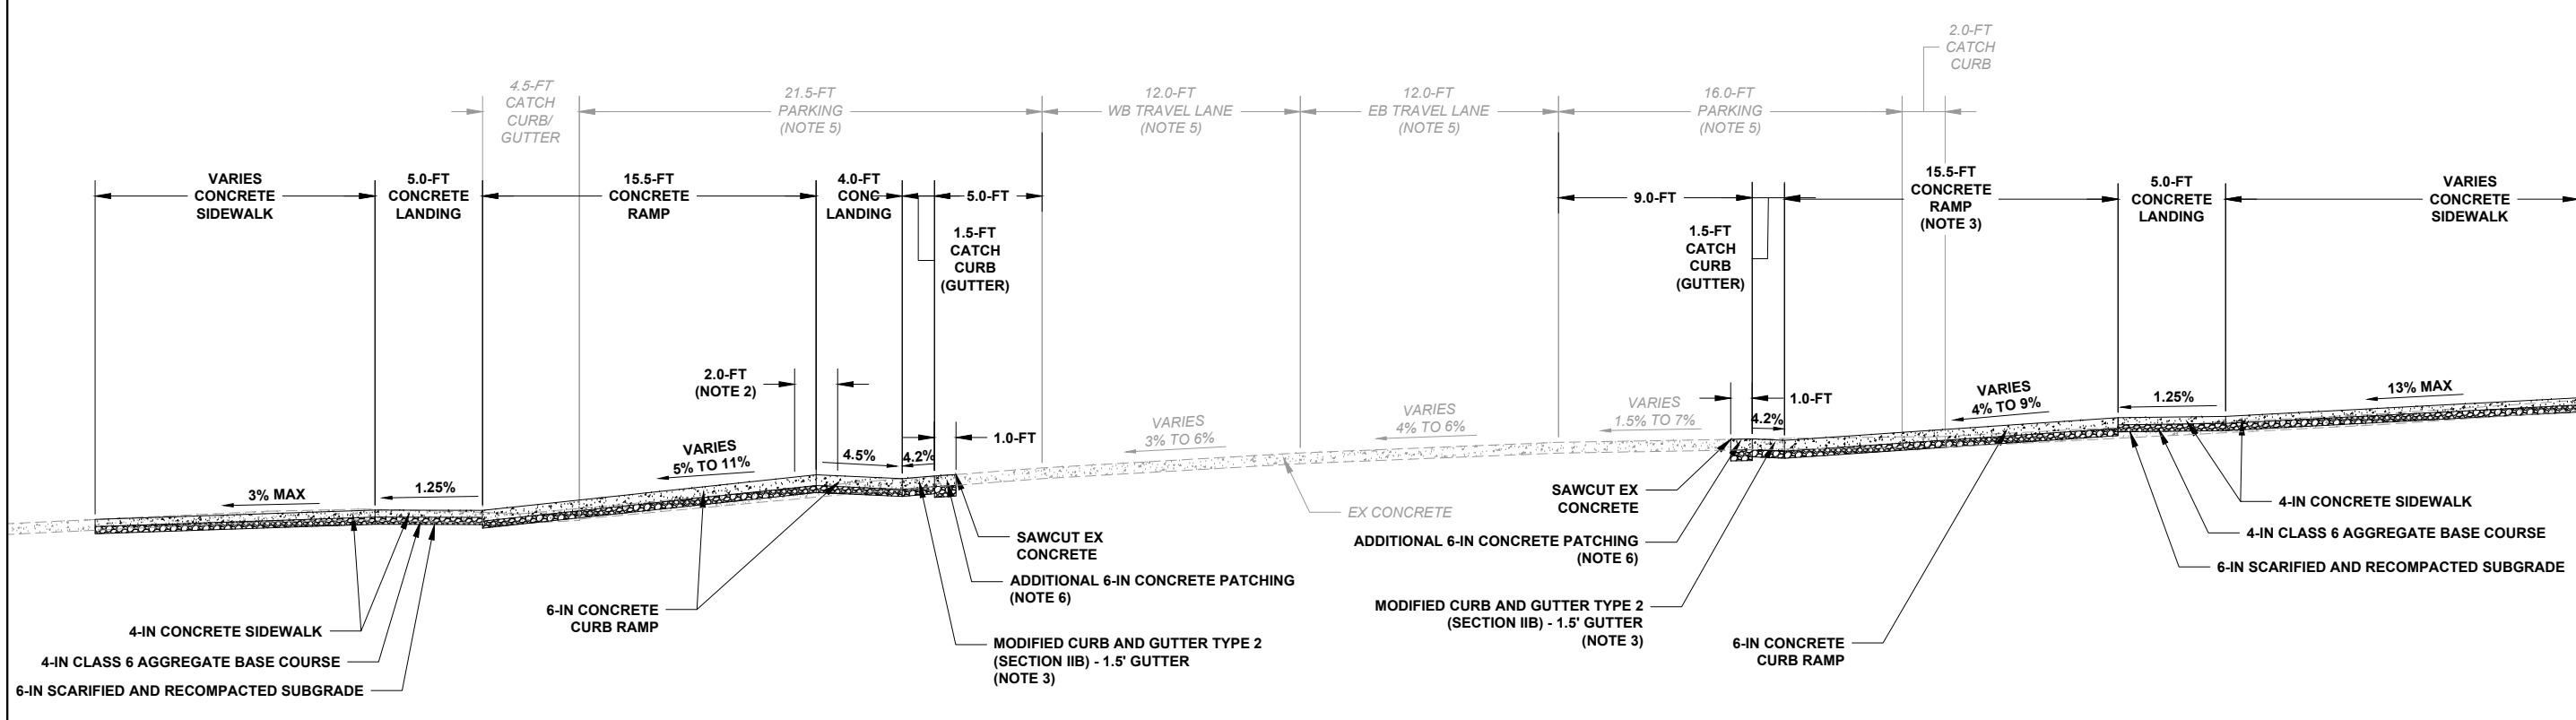 2.0-FT
CATCH
CURB
4.5-FT
CATCH
CURB/
GUTTER
21.5-FT
PARKING
(NOTE 5)
12.0-FT
WB TRAVEL LANE
(NOTE 5)
12.0-FT
EB TRAVEL LANE
(NOTE 5)
16.0-FT
PARKING
(NOTE 5)
VARIES
CONCRETE
SIDEWALK
5.0-FT
CONCRETE
LANDING
15.5-FT
CONCRETE
RAMP
4.0-FT
CONC
LANDING
5.0-FT
1.5-FT
CATCH
CURB
(GUTTER)
9.0-FT
1.5-FT
CATCH
CURB
(GUTTER)
15.5-FT
CONCRETE
RAMP
(NOTE 3)
5.0-FT
CONCRETE
LANDING
VARIES
CONCRETE
SIDEWALK
2.0-FT
(NOTE 2)
1.0-FT
3% MAX
1.25%
VARIES
5% TO 11%
4.5%
4.2%
VARIES
3% TO 6%
VARIES
4% TO 6%
VARIES
1.5% TO 7%
4.2%
1.0-FT
VARIES
4% TO 9%
1.25%
13% MAX
4-IN CONCRETE SIDEWALK
4-IN CLASS 6 AGGREGATE BASE COURSE
6-IN SCARIFIED AND RECOMPACTED SUBGRADE
6-IN CONCRETE
CURB RAMP
SAWCUT EX
CONCRETE
ADDITIONAL 6-IN CONCRETE PATCHING
(NOTE 6)
MODIFIED CURB AND GUTTER TYPE 2
(SECTION IIB) - 1.5' GUTTER
(NOTE 3)
EX CONCRETE
SAWCUT EX
CONCRETE
ADDITIONAL 6-IN CONCRETE PATCHING
(NOTE 6)
MODIFIED CURB AND GUTTER TYPE 2
(SECTION IIB) - 1.5' GUTTER
(NOTE 3)
6-IN CONCRETE
CURB RAMP
4-IN CONCRETE SIDEWALK
4-IN CLASS 6 AGGREGATE BASE COURSE
6-IN SCARIFIED AND RECOMPACTED SUBGRADE